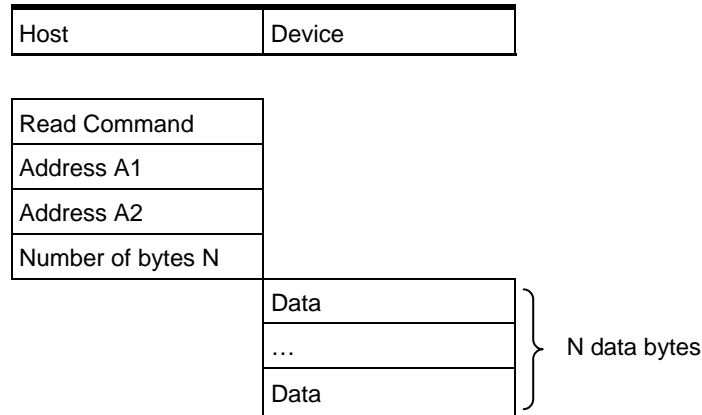 Host Device
Read Command
Address A1
Address A2
Number of bytes N
Data
… N data bytes
Data